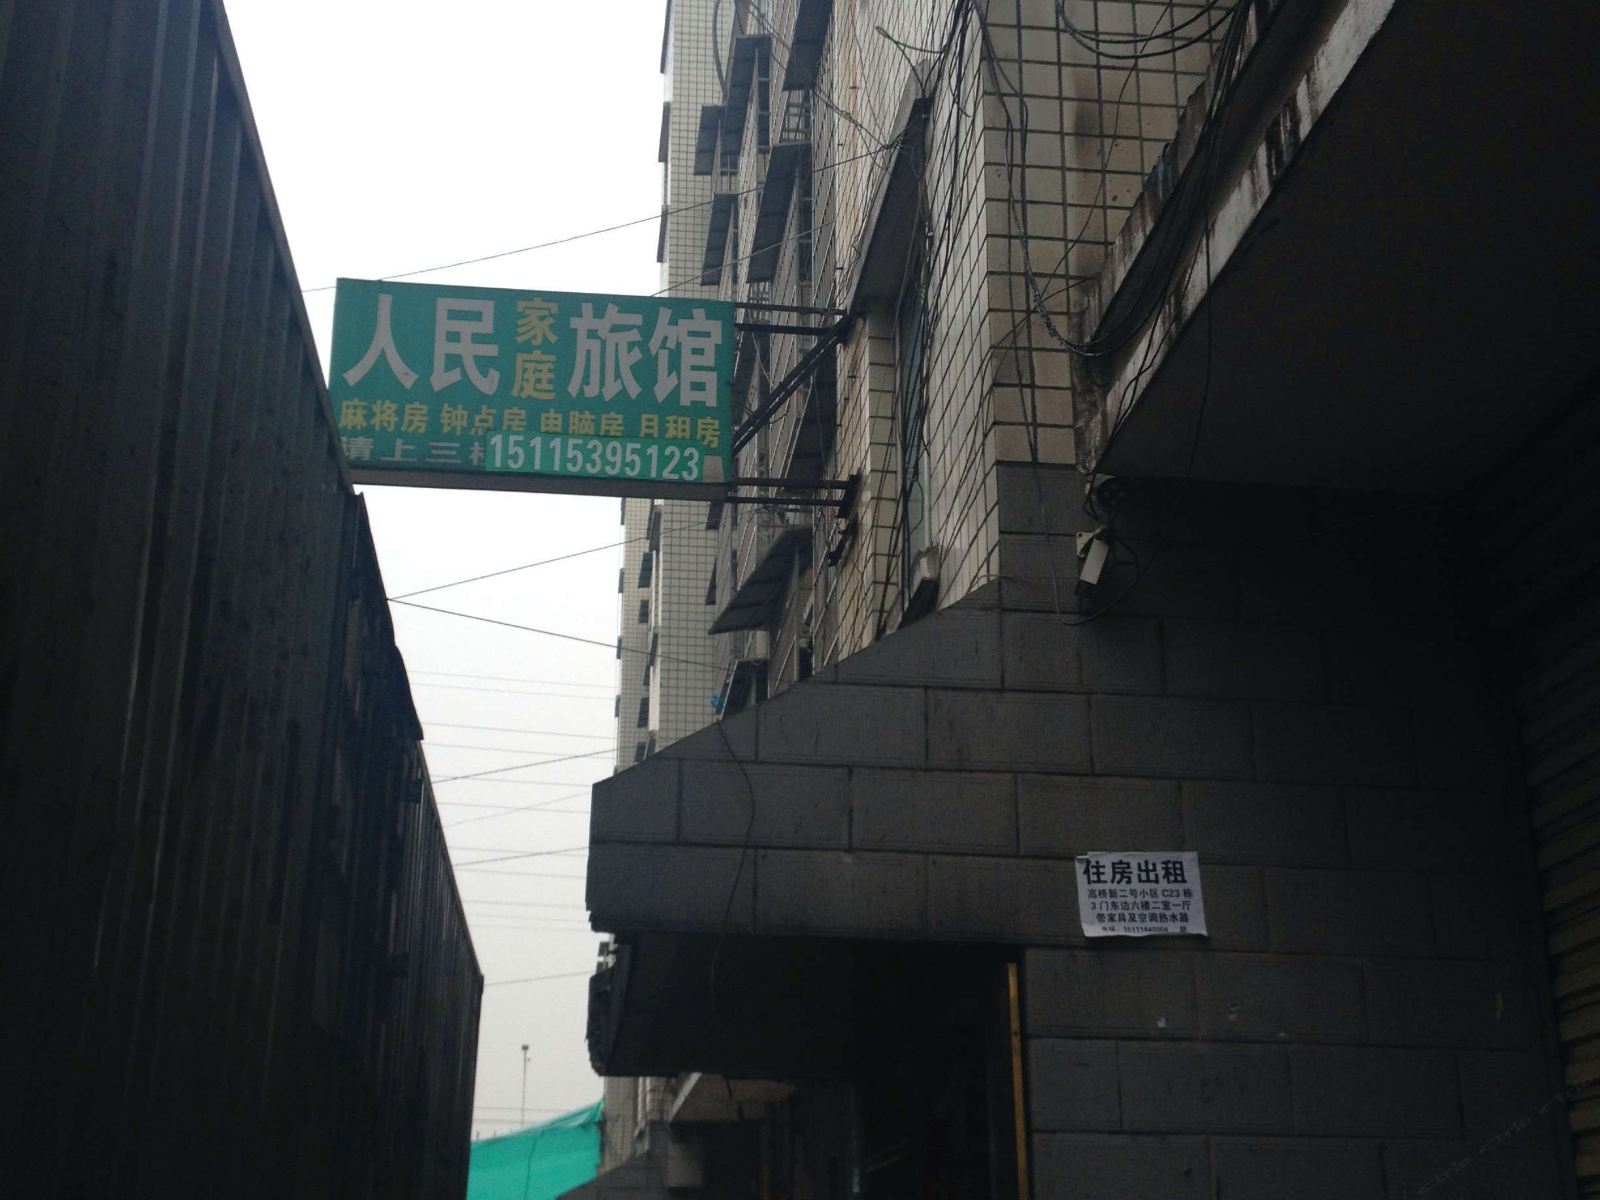 人民家庭旅馆
麻将房 钟点房 电脑房 月租房
请上三楼 15115395123
住房出租
高桥新二号小区 C23 栋
3 门东边六楼二室一厅
带家具及空调热水器